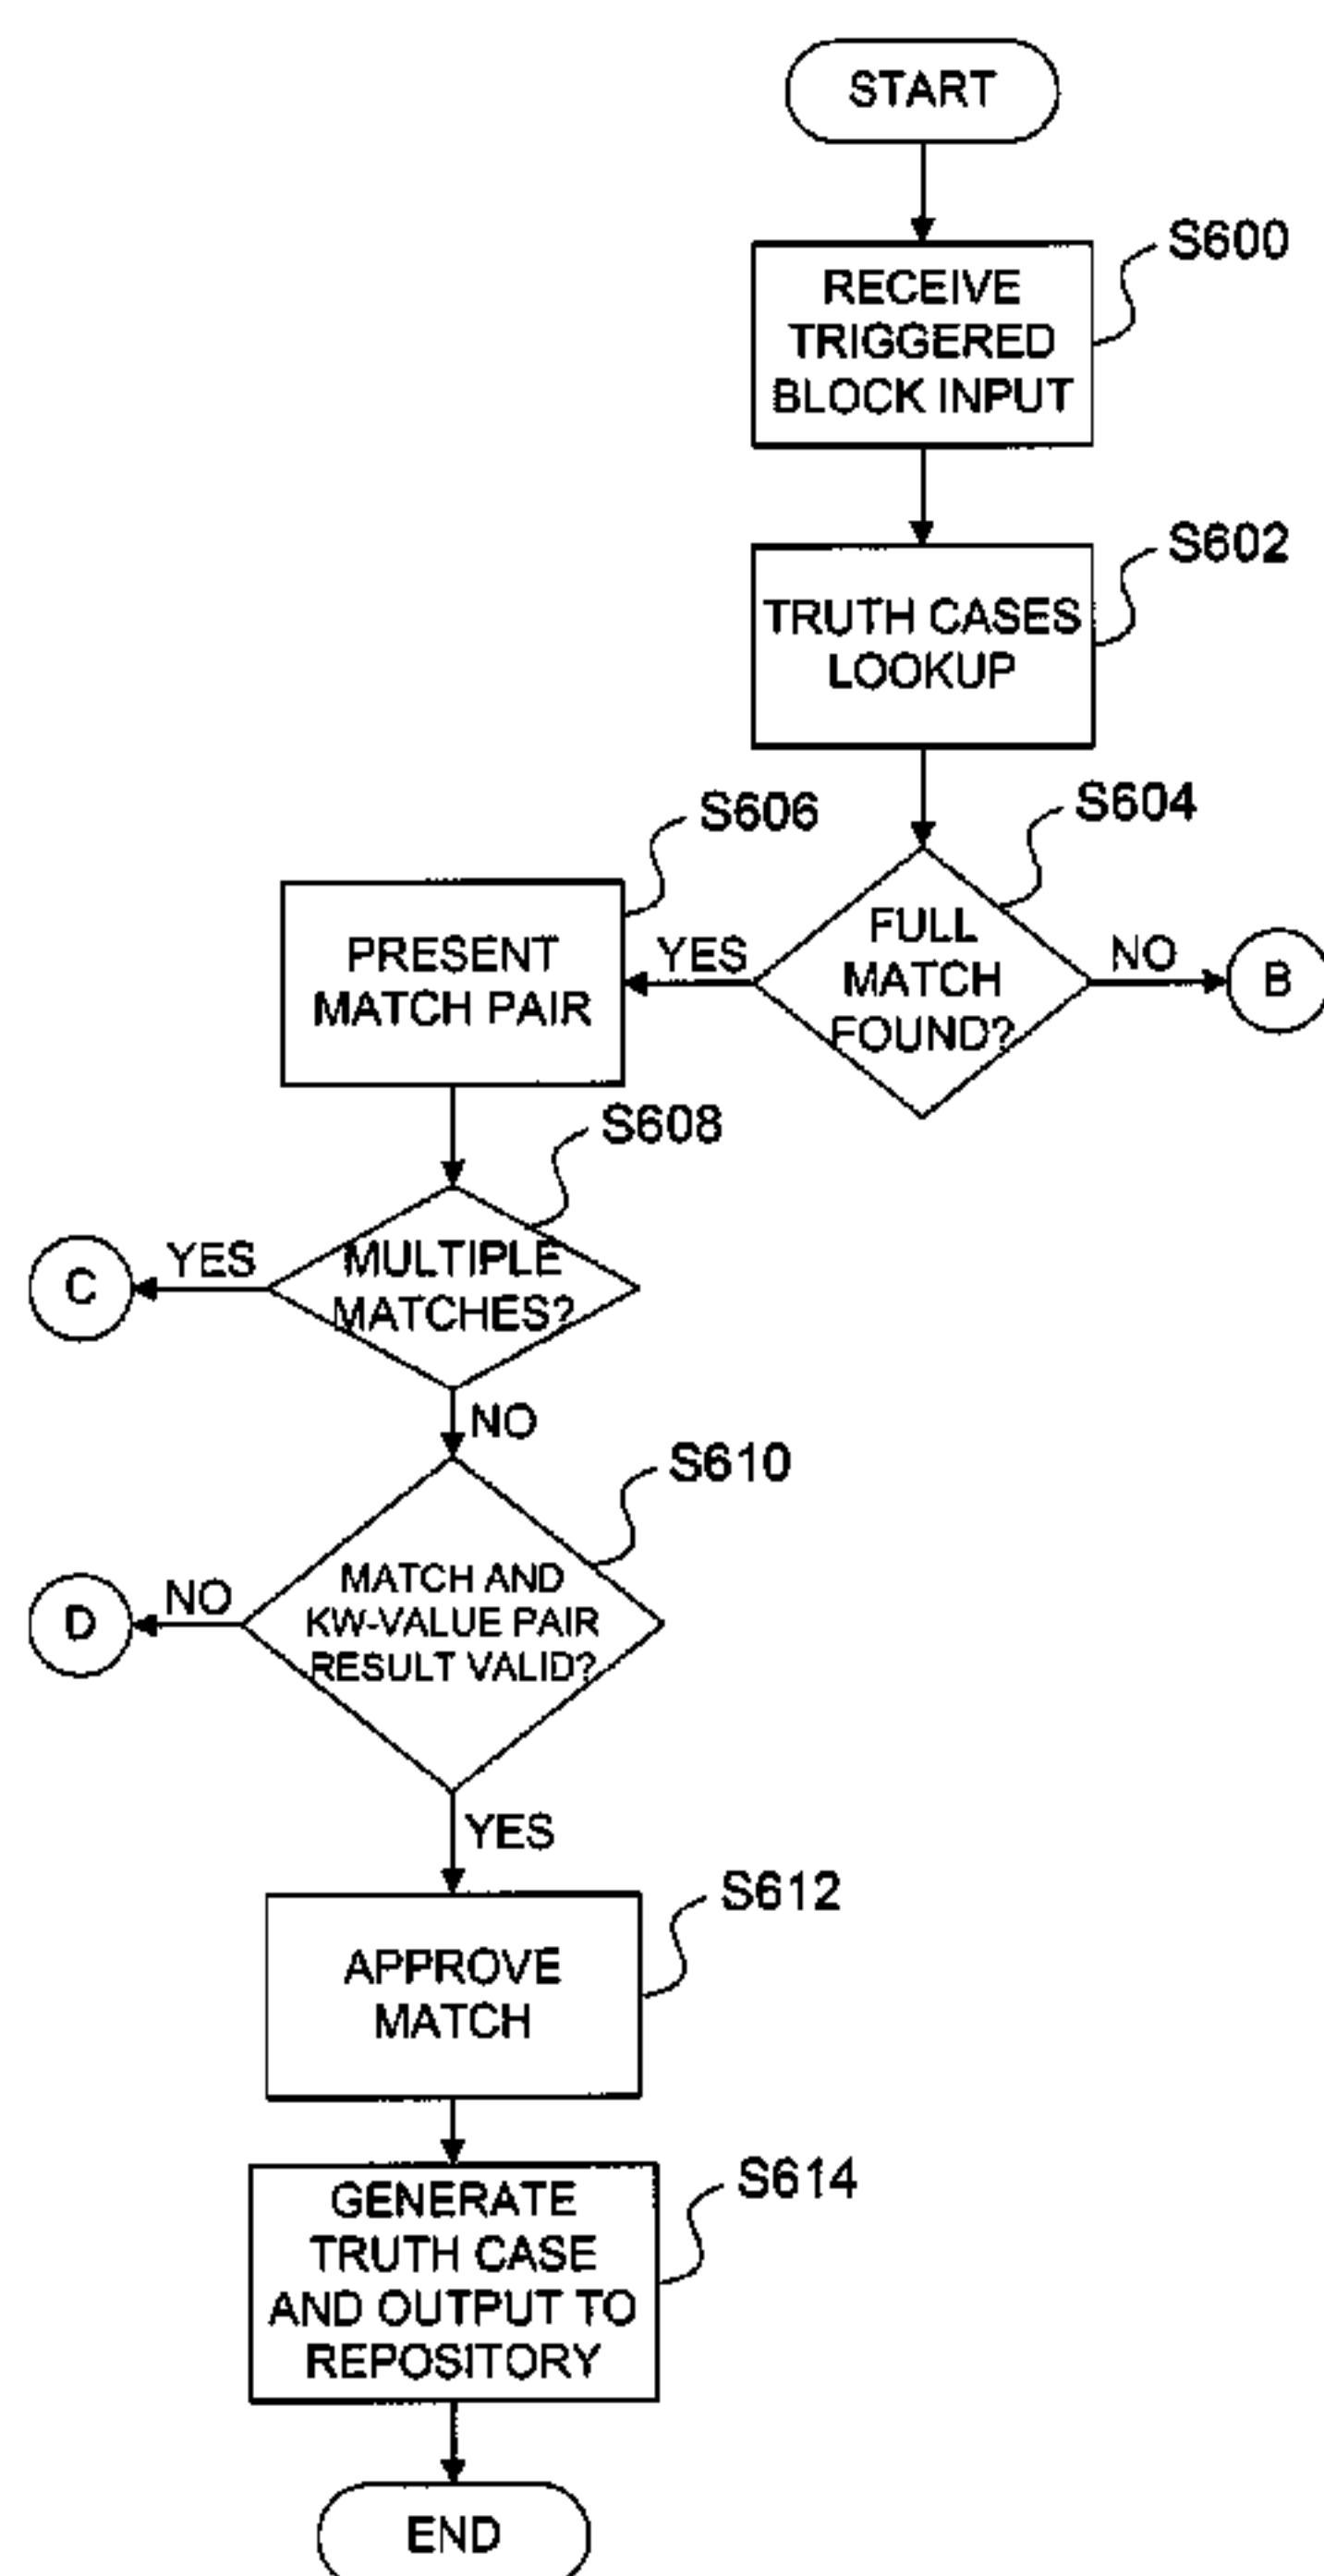 START
S600
RECEIVE
TRIGGERED
BLOCK INPUT
S602
TRUTH CASES
LOOKUP
S604
S606
FULL
MATCH
FOUND?
YES
NO
B
PRESENT
MATCH PAIR
S608
MULTIPLE
MATCHES?
YES
C
NO
S610
MATCH AND
KW-VALUE PAIR
RESULT VALID?
NO
D
YES
S612
APPROVE
MATCH
S614
GENERATE
TRUTH CASE
AND OUTPUT TO
REPOSITORY
END